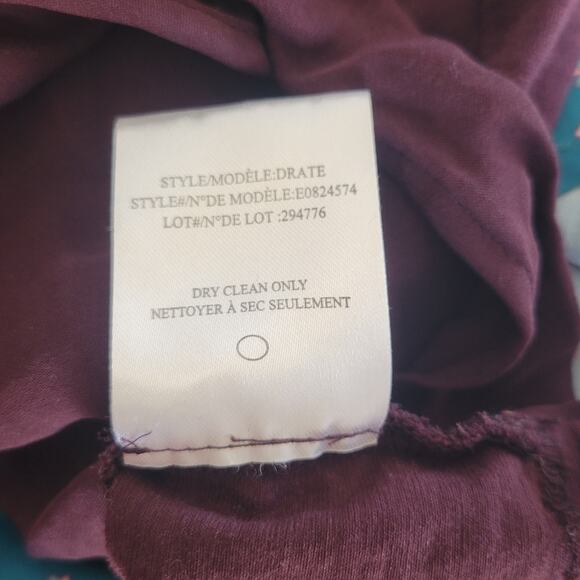 STYLE/MODÈLE:DRATE
STYLE#/N°DE MODÈLE:E0824574
LOT#/N°DE LOT :294776
DRY CLEAN ONLY
NETTOYER À SEC SEULEMENT